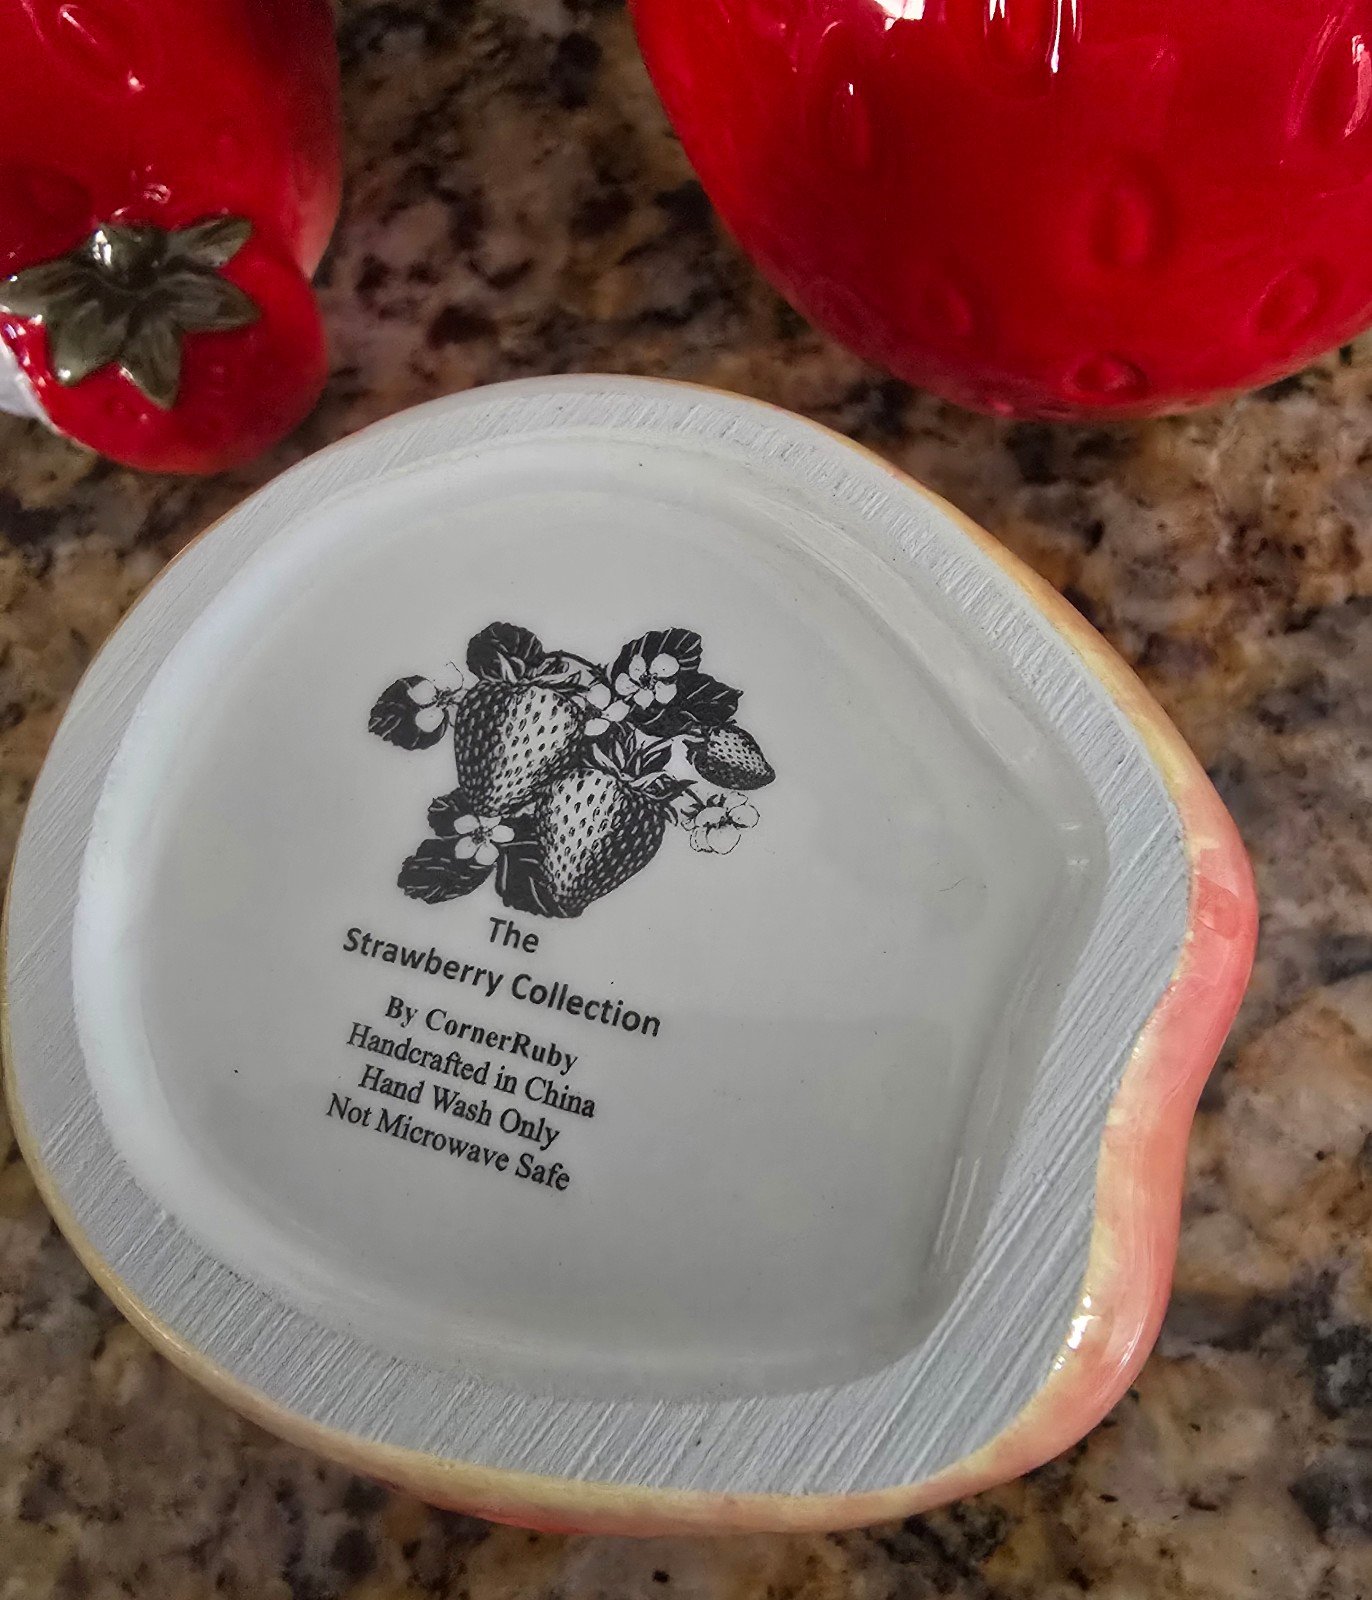 The
Strawberry Collection
By CornerRuby
Handcrafted in China
Hand Wash Only
Not Microwave Safe